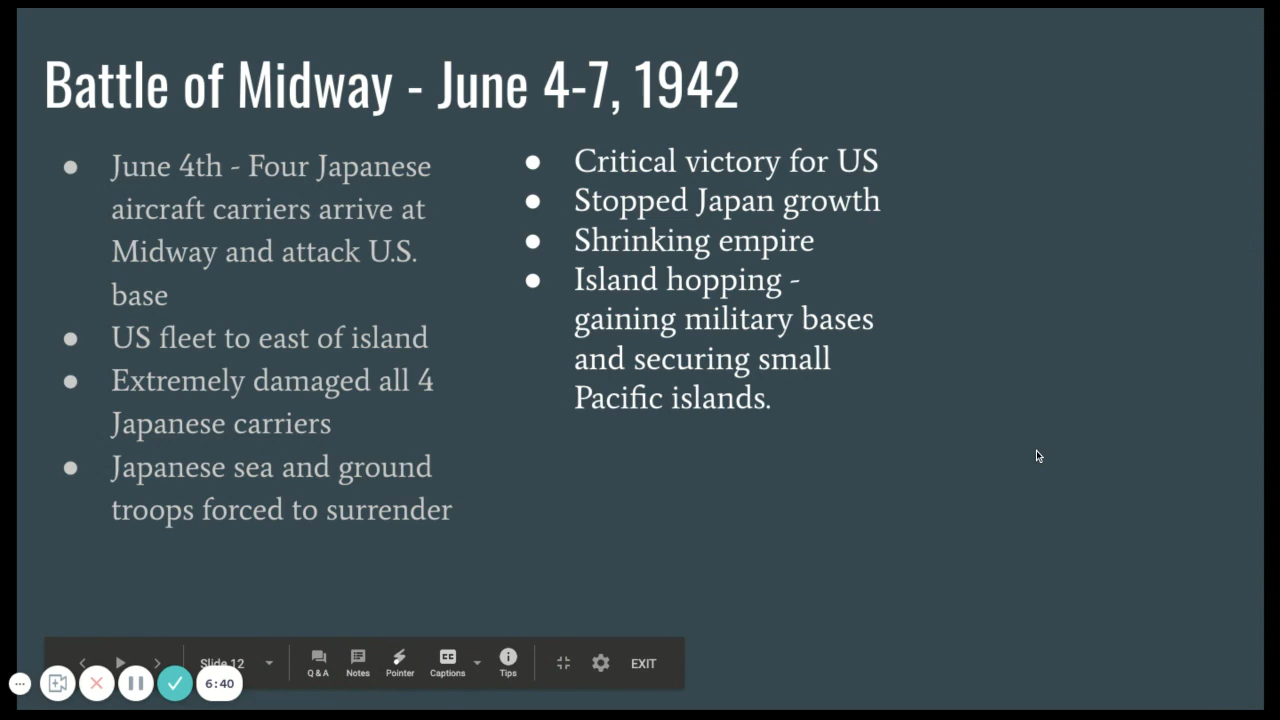 Battle of Midway - June 4-7, 1942
● June 4th - Four Japanese
aircraft carriers arrive at
Midway and attack U.S.
base
● US fleet to east of island
● Extremely damaged all 4
Japanese carriers
● Japanese sea and ground
troops forced to surrender
● Critical victory for US
● Stopped Japan growth
● Shrinking empire
● Island hopping -
gaining military bases
and securing small
Pacific islands.
Slide 12
Q & A
Notes
Pointer
CC
Captions
Tips
EXIT
6:40